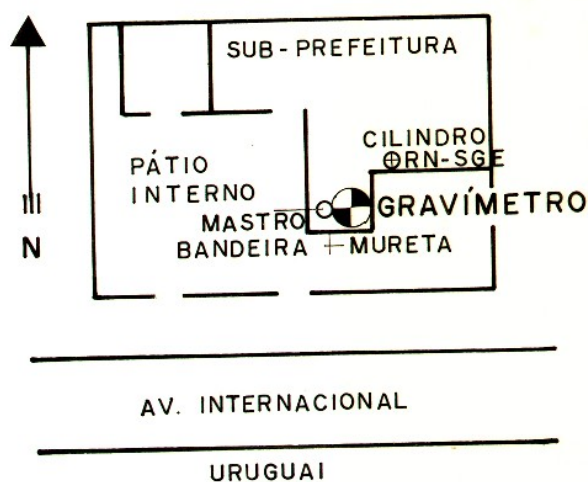 SUB-PREFEITURA
CILINDRO
RN-SGE
PÁTIO
INTERNO
GRAVÍMETRO
MASTRO
BANDEIRA
MURETA
N
AV. INTERNACIONAL
URUGUAI